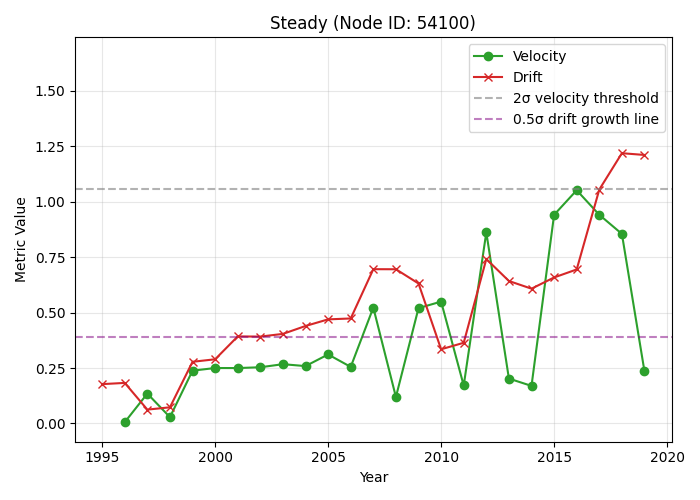 Steady (Node ID: 54100)
Velocity
Drift
2σ velocity threshold
0.5σ drift growth line
Metric Value
1.50
1.25
1.00
0.75
0.50
0.25
0.00
1995 2000 2005 2010 2015 2020
Year